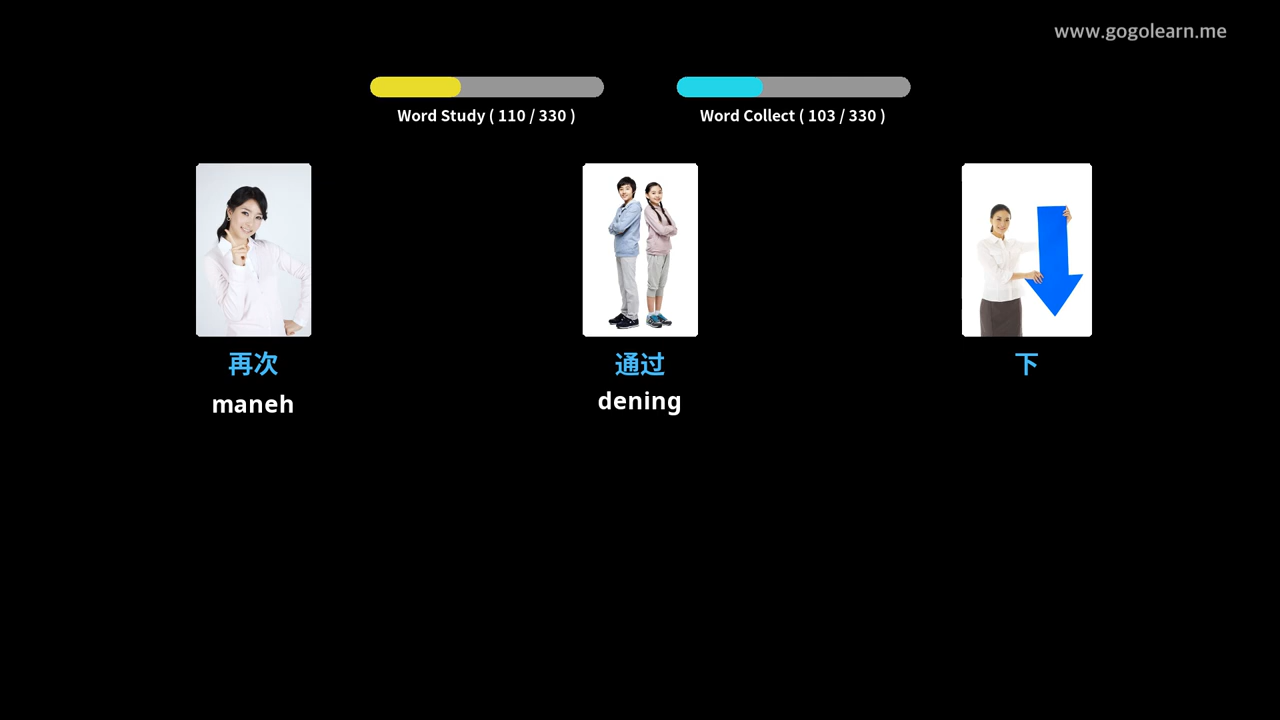 www.gogolearn.me
Word Study ( 110 / 330 )
Word Collect ( 103 / 330 )
再次
通过
下
maneh
dening